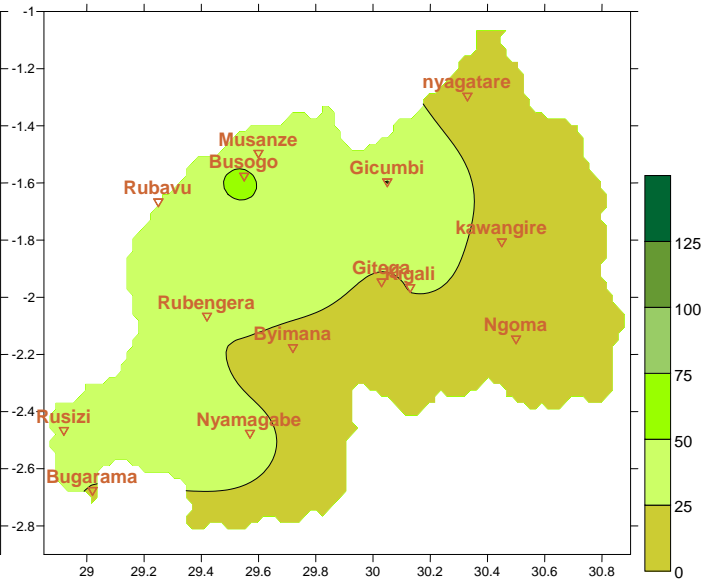 -1
-1.2
nyagatare
-1.4
Musanze
Busogo
Gicumbi
-1.6
Rubavu
-1.8
kawangire
125
Gitega
Kigali
-2
100
Rubengera
Byimana
Ngoma
-2.2
75
-2.4
Rusizi
Nyamagabe
50
-2.6
Bugarama
25
-2.8
0
29 29.2 29.4 29.6 29.8 30 30.2 30.4 30.6 30.8